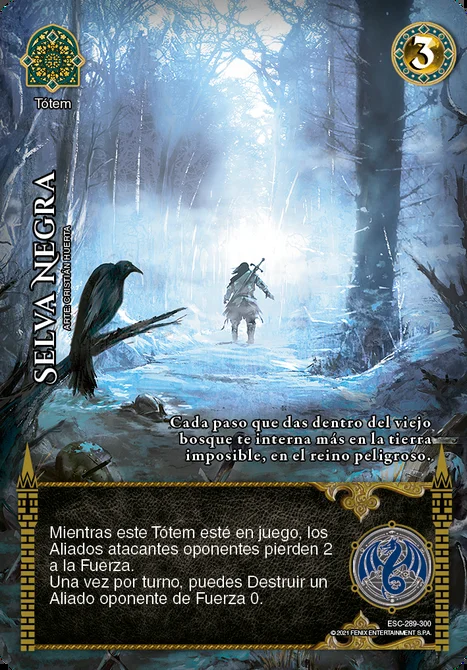 3
Tótem
SELVA NEGRA
ARTE: CRISTIÁN HUERTA
Cada paso que das dentro del viejo
bosque te interna más en la tierra
imposible, en el reino peligroso.
Mientras este Tótem esté en juego, los
Aliados atacantes oponentes pierden 2
a la Fuerza.
Una vez por turno, puedes Destruir un
Aliado oponente de Fuerza 0.
ESC-289-300
©2021 FENIX ENTERTAINMENT S.P.A.